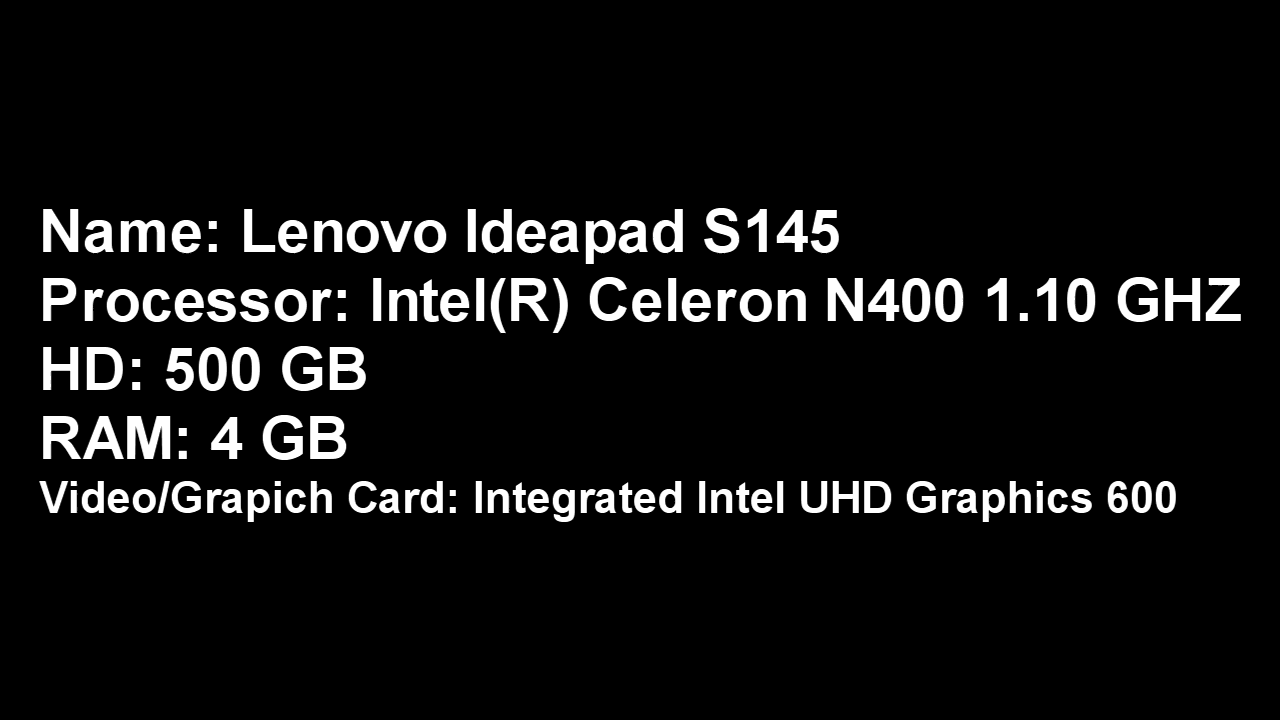 Name: Lenovo Ideapad S145
Processor: Intel(R) Celeron N400 1.10 GHZ
HD: 500 GB
RAM: 4 GB
Video/Grapich Card: Integrated Intel UHD Graphics 600